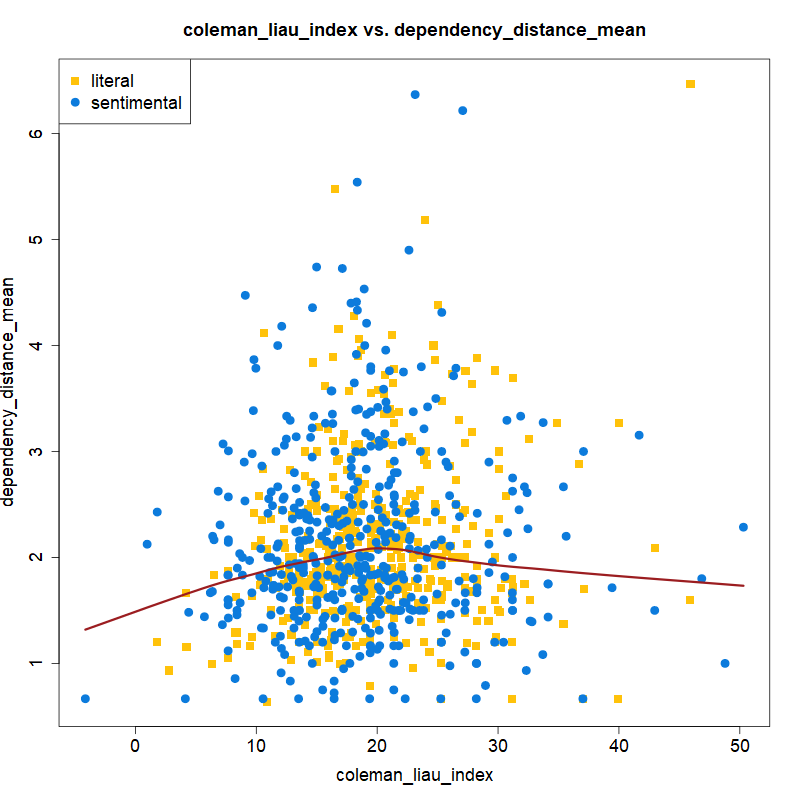 coleman_liau_index vs. dependency_distance_mean
literal
sentimental
dependency_distance_mean
6
5
4
3
2
1
0
10
20
30
40
50
coleman_liau_index